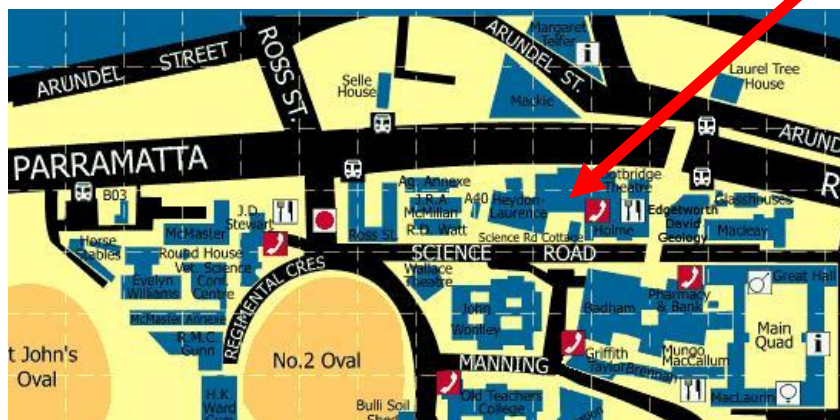 Margaret
Telfer
ARUNDEL ST.
i
ARUNDEL STREET
ROSS ST.
Selle
House
Mackie
Laurel Tree
House
ARUND
PARRAMATTA
R
B03
J.D.
Stewart
McMaster
Horse
Stables
Round House
Vet. Science
Conf.
Centre
Evelyn
Williams
McMaster Annexe
R.M.C.
Gunn
REGIMENTAL CRES
H.K.
Ward
Gym
Ross St.
Ag. Annexe
J.R.A
McMillan
R.D. Watt
A40
Heydon-
Laurence
Science Rd Cottage
otbridge
Theatre
Holme
Edgeworth
David
Geology
Glasshouses
Macleay
SCIENCE ROAD
Wallace
Theatre
John
Woolley
Badham
Pharmacy
& Bank
Great Hall
Main
Quad
i
MANNING
Griffith
Taylor
Brennan
Mungo
MacCallum
MacLaurin
t John's
Oval
No.2 Oval
Bulli Soil
Old Teachers
College